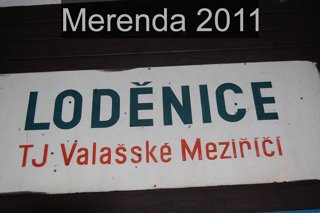 Merenda 2011
LODĚNICE
TJ Valašské Meziříčí